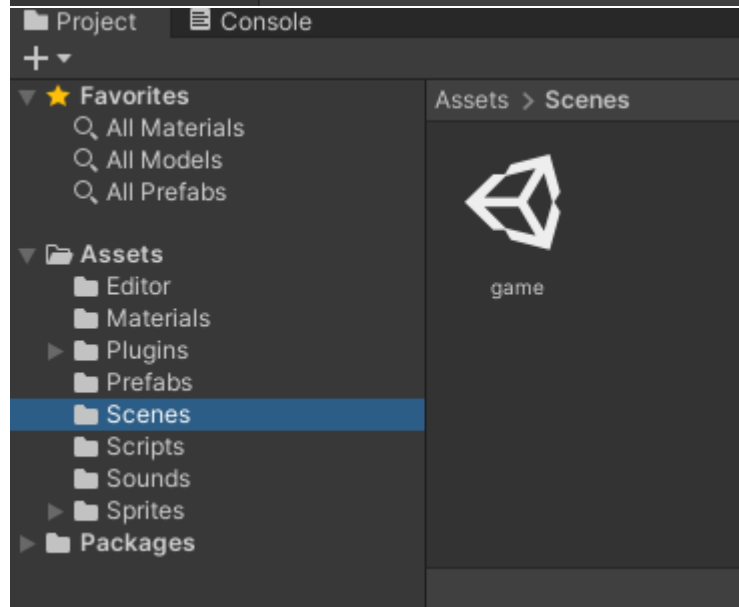 Project Console
Favorites
All Materials
All Models
All Prefabs
Assets
Editor
Materials
Plugins
Prefabs
Scenes
Scripts
Sounds
Sprites
Packages
Assets > Scenes
game